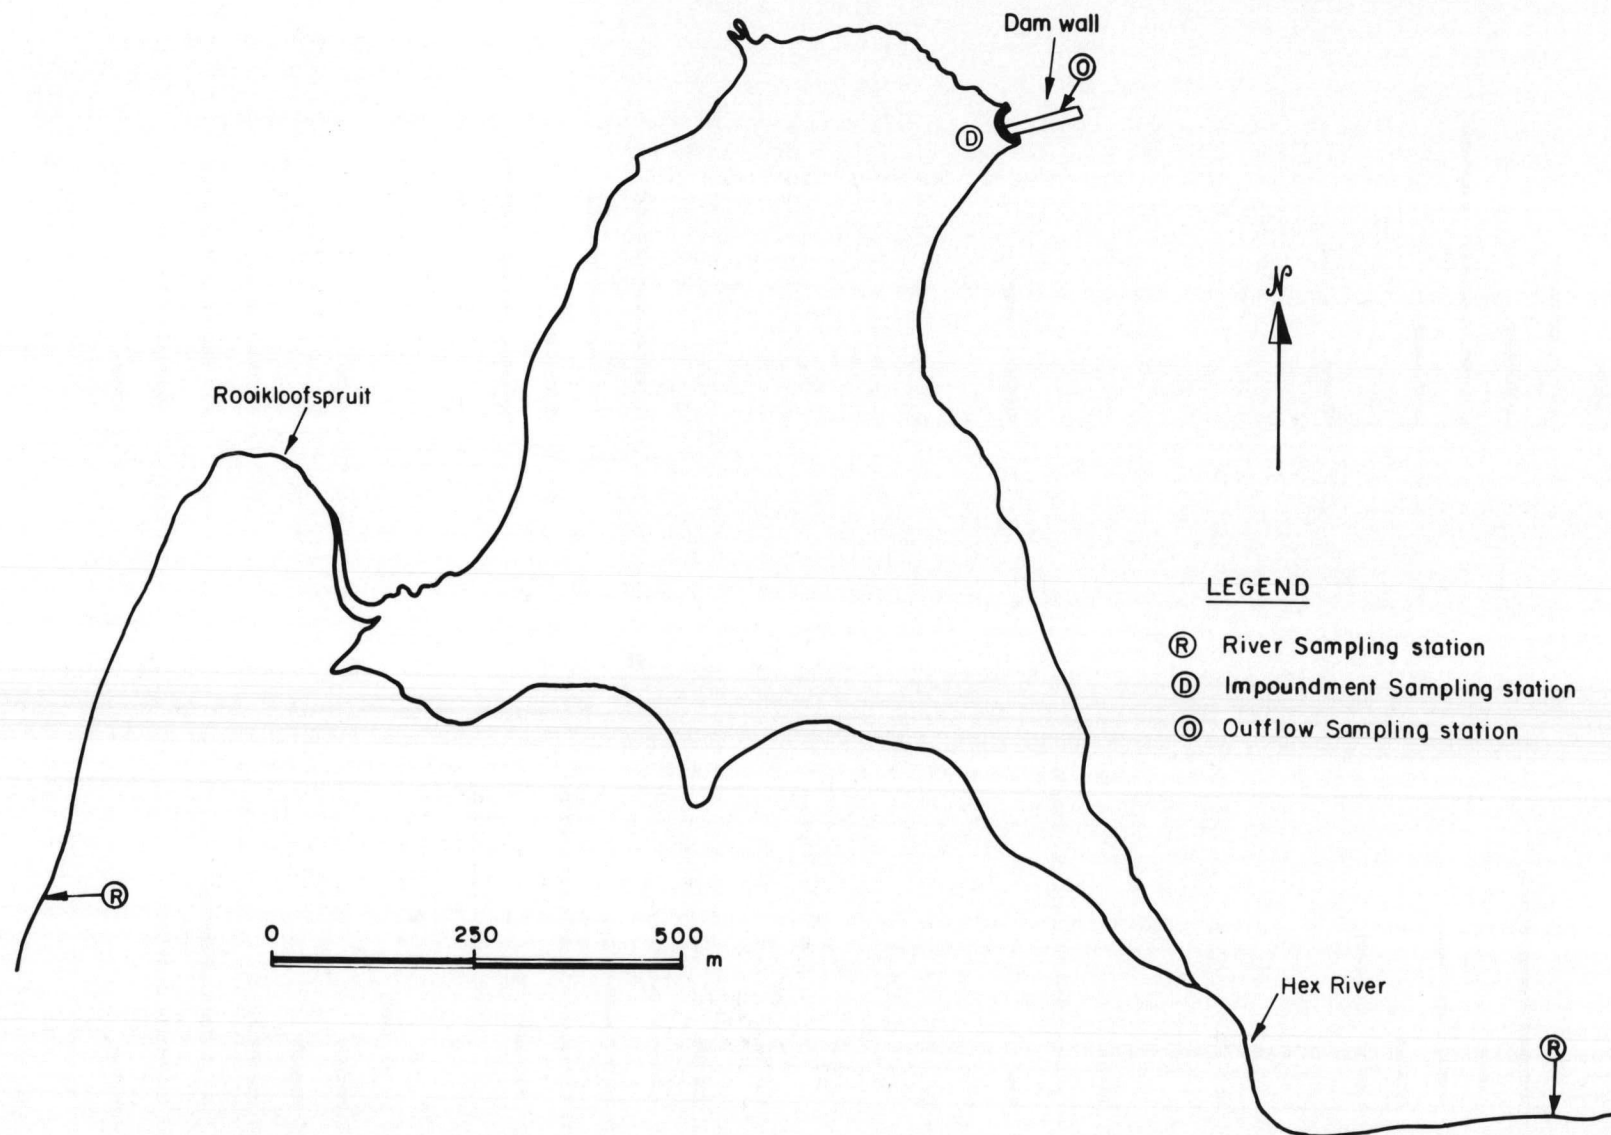 Dam wall
O
D
N
Rooikloofspruit
LEGEND
R River Sampling station
D Impoundment Sampling station
O Outflow Sampling station
R
0 250 500
m
Hex River
R